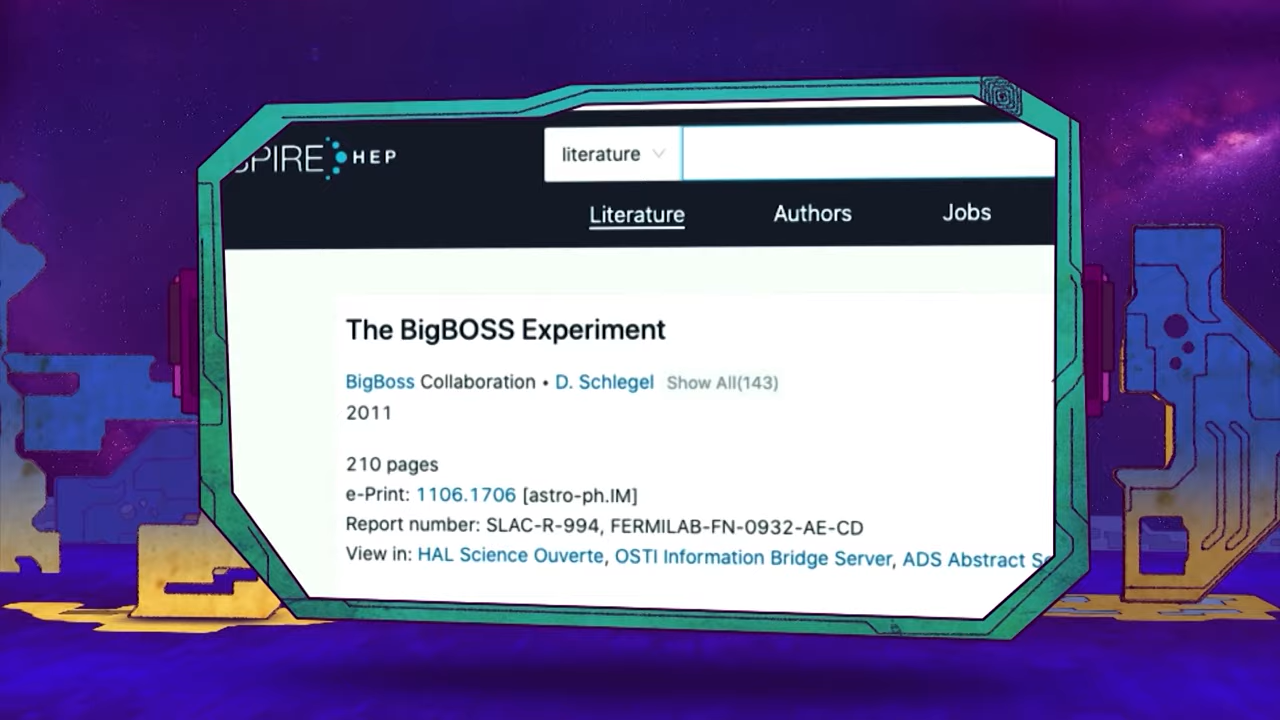 SPIRE HEP
literature
Literature Authors Jobs
The BigBOSS Experiment
BigBoss Collaboration • D. Schlegel Show All(143)
2011
210 pages
e-Print: 1106.1706 [astro-ph.IM]
Report number: SLAC-R-994, FERMILAB-FN-0932-AE-CD
View in: HAL Science Ouverte, OSTI Information Bridge Server, ADS Abstract